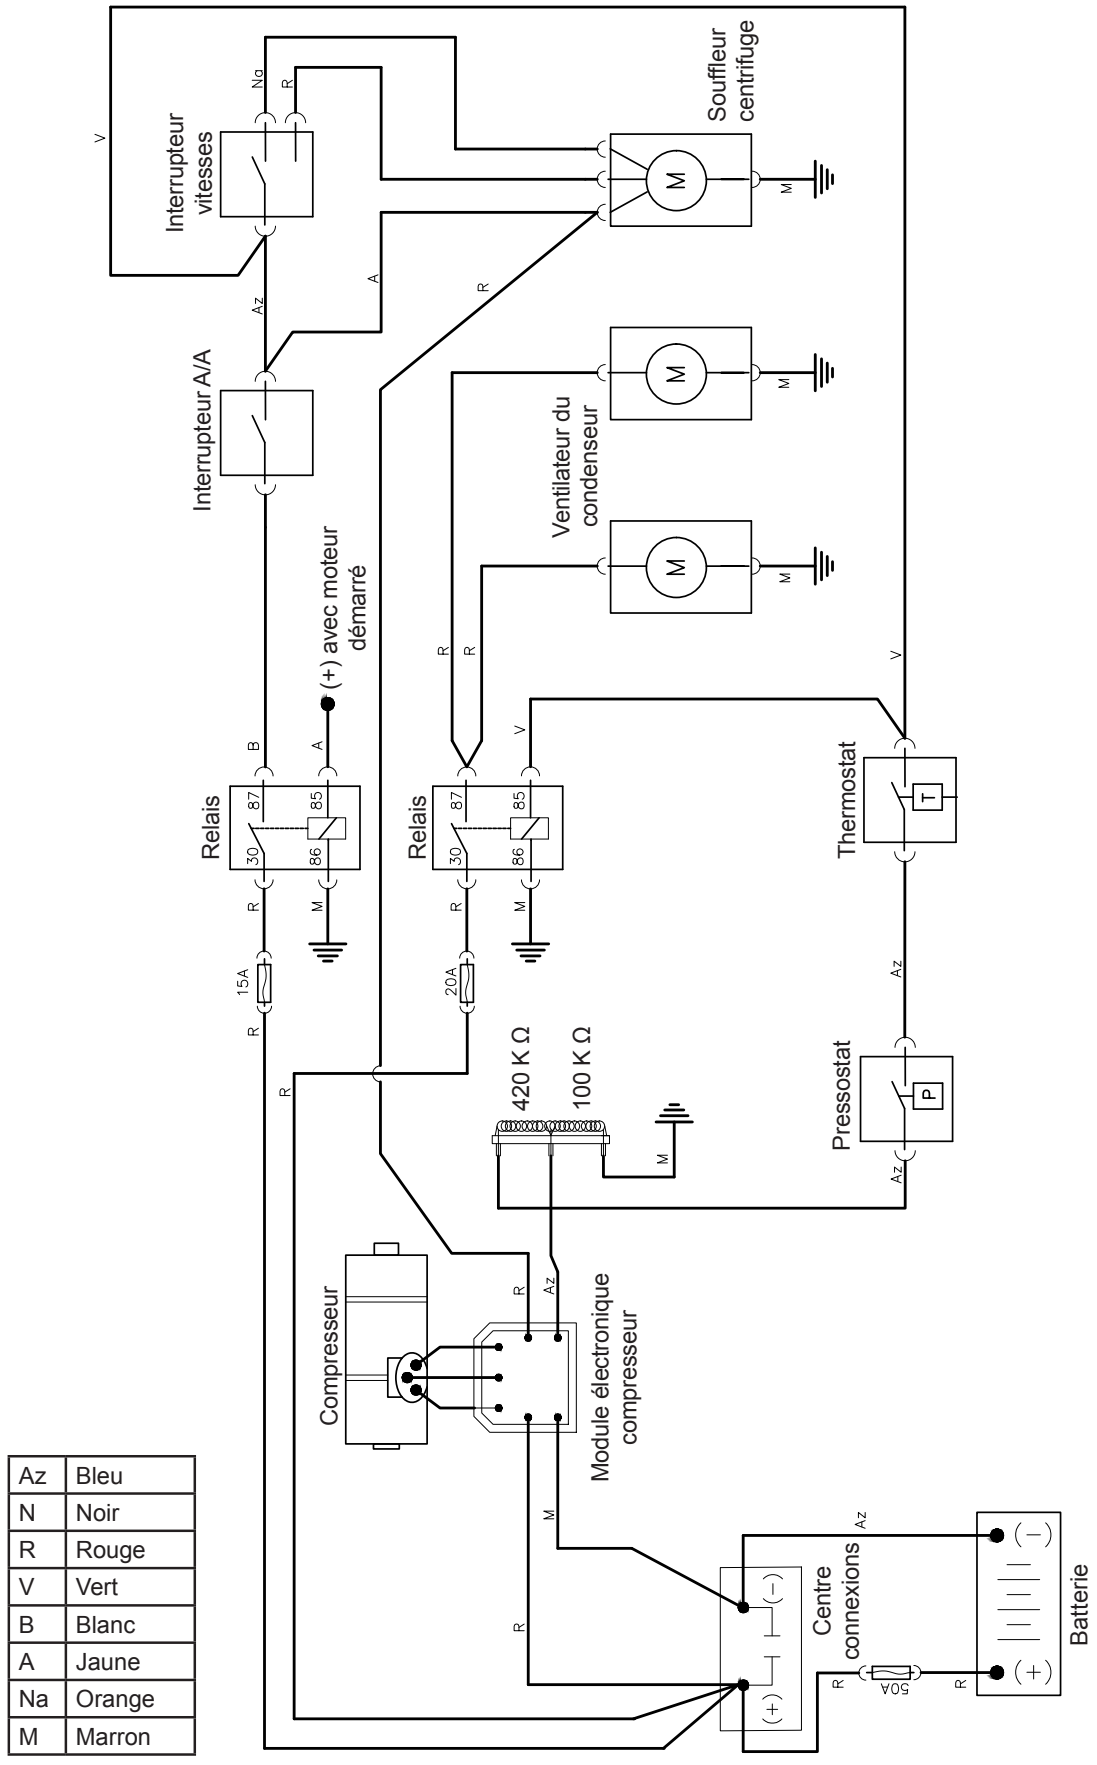 V
Na
R
Interrupteur
vitesses
Souffleur
centrifuge
M
M
Az
A
R
Interrupteur A/A
M
M
Ventilateur du
condenseur
M
M
(+) avec moteur
démarré
R
R
V
B
A
V
Relais
87
85
30
86
Relais
87
85
30
86
Thermostat
T
R
M
R
M
15A
20A
Az
R
R
420 K Ω
100 K Ω
Pressostat
P
M
Az
Compresseur
R
Az
Module électronique
compresseur
M
R
Az
Centre
connexions
(-)
(+)
R
50A
R
(-)
(+)
Batterie
Az Bleu
N Noir
R Rouge
V Vert
B Blanc
A Jaune
Na Orange
M Marron